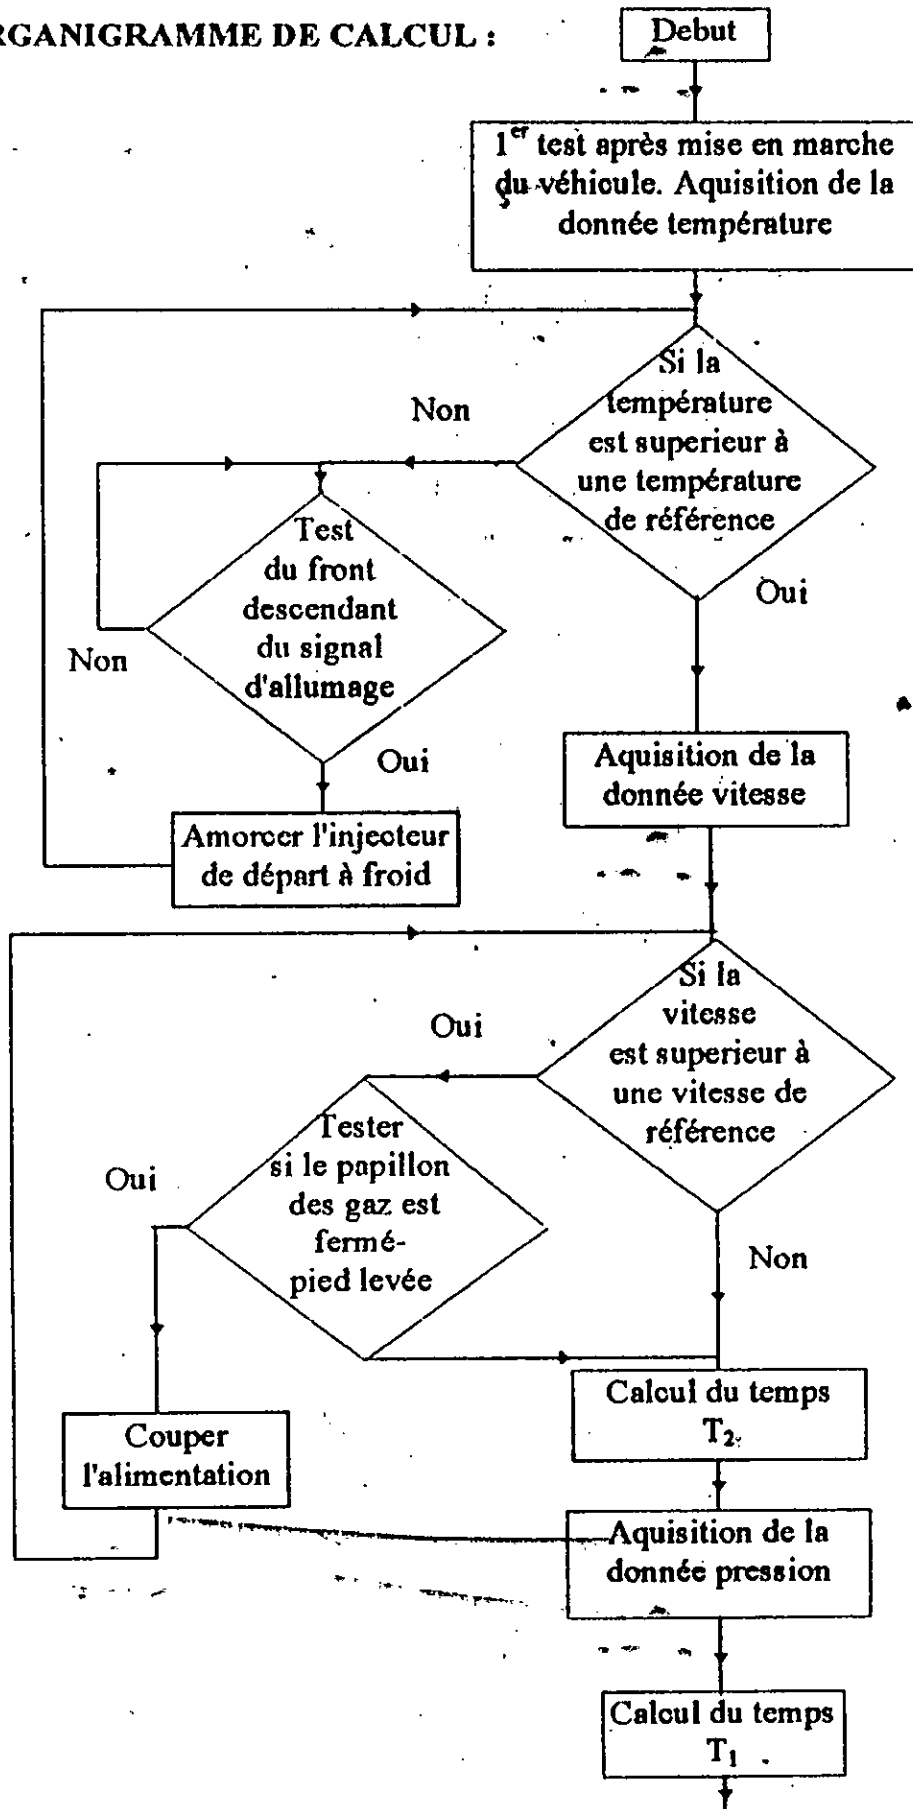 RGANIGRAMME DE CALCUL :
Debut
1er test après mise en marche
du véhicule. Aquisition de la
donnée température
Si la
température
est superieur à
une température
de référence
Non
Oui
Test
du front
descendant
du signal
d'allumage
Non
Oui
Amorcer l'injecteur
de départ à froid
Aquisition de la
donnée vitesse
Si la
vitesse
est superieur à
une vitesse de
référence
Oui
Non
Tester
si le papillon
des gaz est
fermé-
pied levée
Oui
Couper
l'alimentation
Calcul du temps
T2
Aquisition de la
donnée pression
Calcul du temps
T1